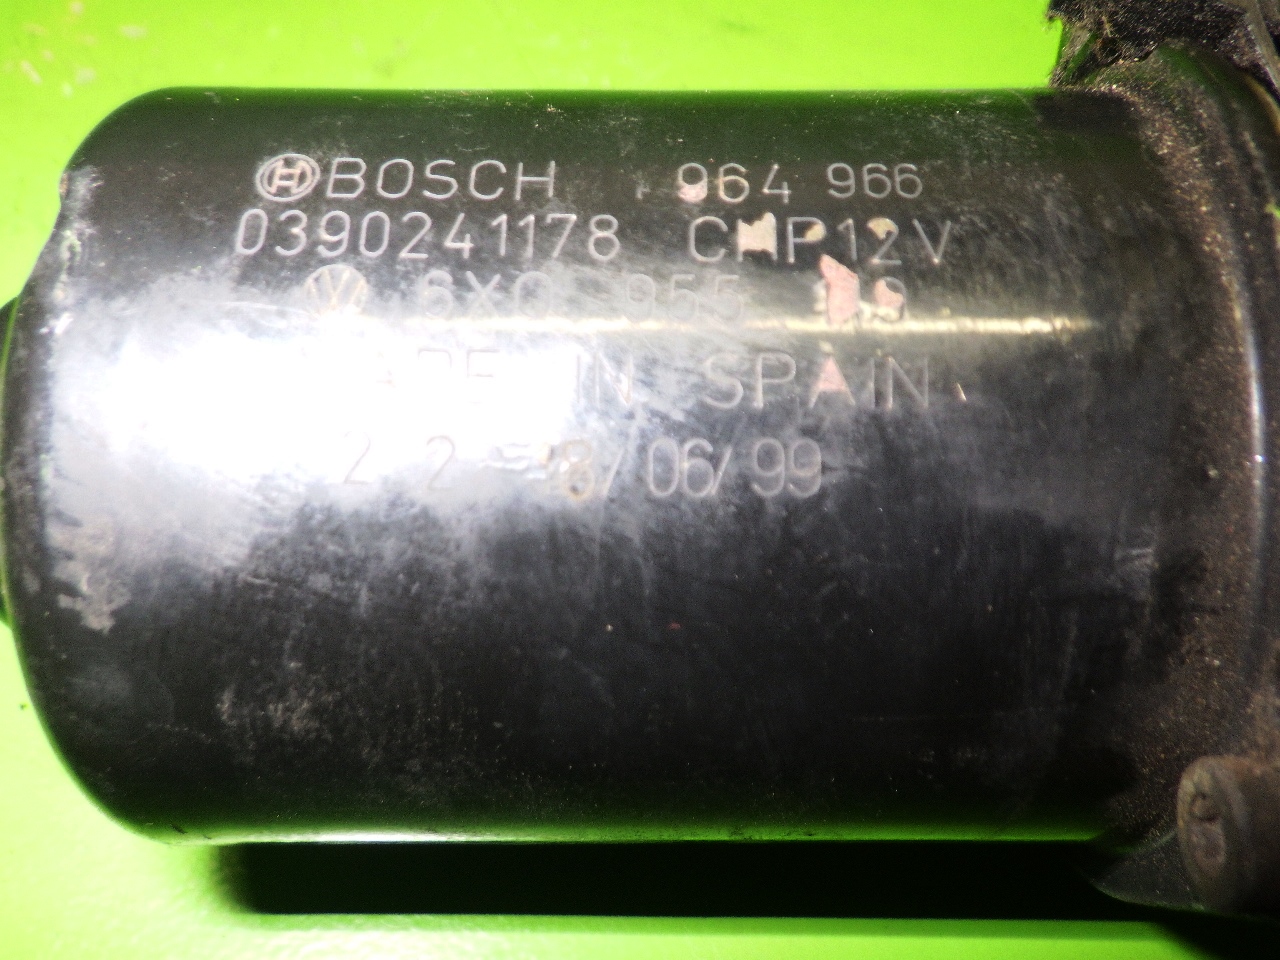 BOSCH 964 966
0390241178 CHP12V
6X0 955
IN SPAIN
/06/99